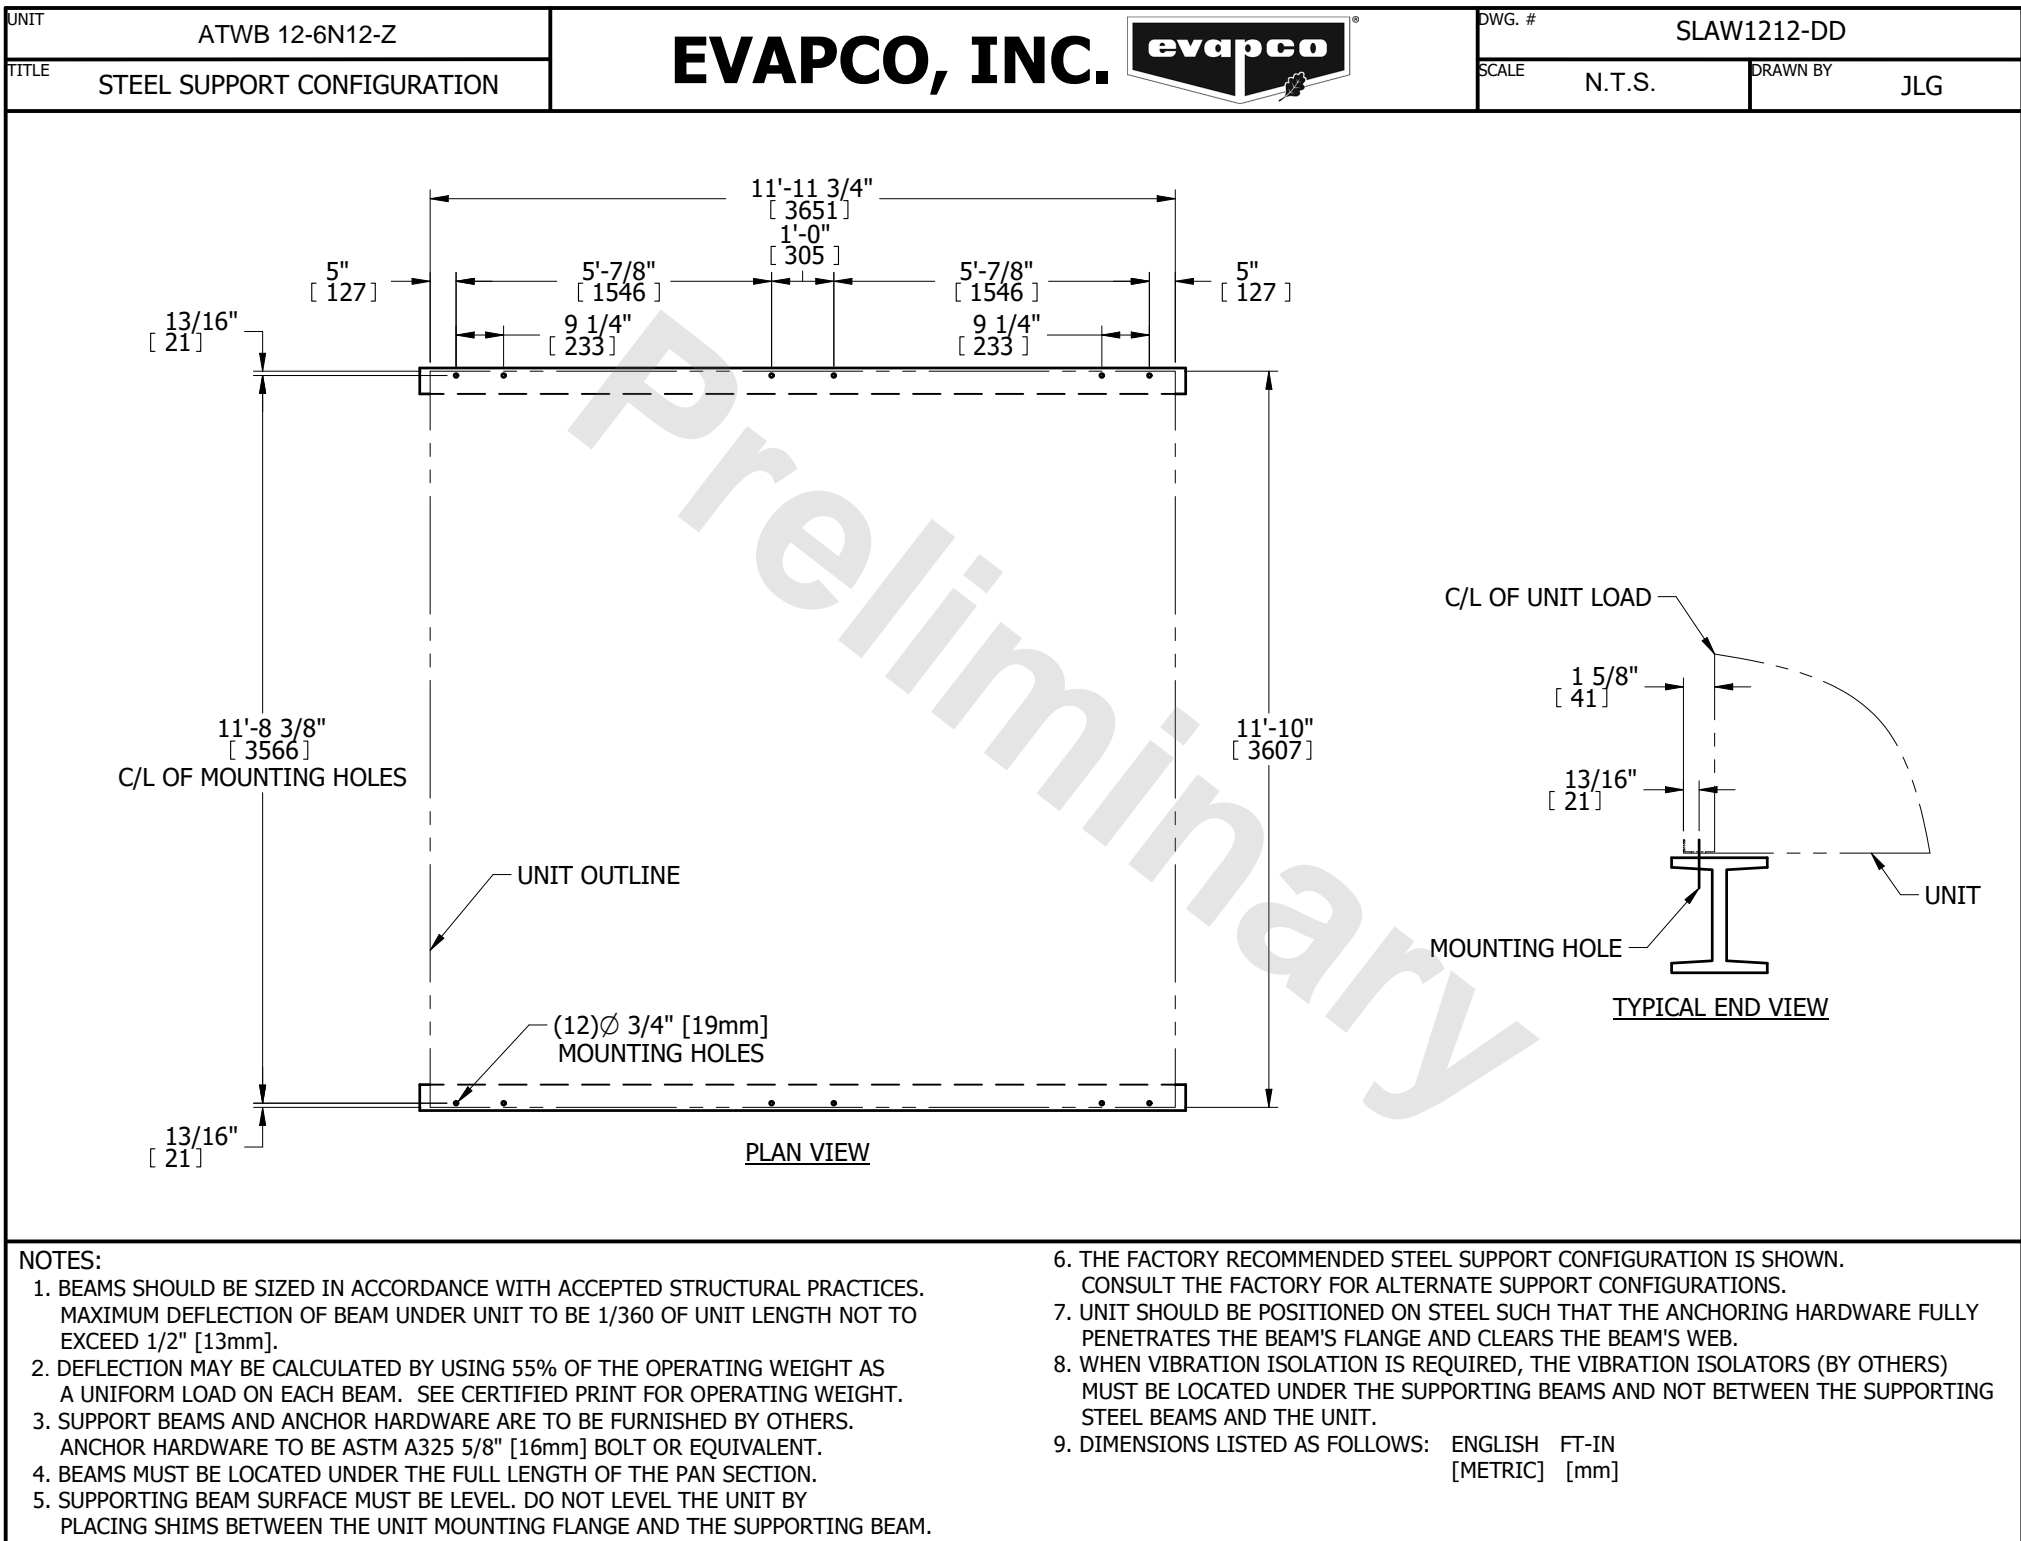 UNIT
ATWB 12-6N12-Z
TITLE
STEEL SUPPORT CONFIGURATION
EVAPCO, INC.
evapco
®
DWG. #
SLAW1212-DD
SCALE
N.T.S.
DRAWN BY
JLG
11'-11 3/4"
[ 3651]
1'-0"
[ 305 ]
5"
[ 127]
5'-7/8"
[ 1546 ]
5'-7/8"
[ 1546 ]
5"
[ 127 ]
13/16"
[ 21]
9 1/4"
[ 233]
9 1/4"
[ 233 ]
Preliminary
11'-8 3/8"
[ 3566]
C/L OF MOUNTING HOLES
11'-10"
[ 3607]
UNIT OUTLINE
(12)∅ 3/4" [19mm]
MOUNTING HOLES
13/16"
[ 21]
PLAN VIEW
C/L OF UNIT LOAD
1 5/8"
[ 41]
13/16"
[ 21]
UNIT
MOUNTING HOLE
TYPICAL END VIEW
NOTES:
1. BEAMS SHOULD BE SIZED IN ACCORDANCE WITH ACCEPTED STRUCTURAL PRACTICES.
MAXIMUM DEFLECTION OF BEAM UNDER UNIT TO BE 1/360 OF UNIT LENGTH NOT TO
EXCEED 1/2" [13mm].
2. DEFLECTION MAY BE CALCULATED BY USING 55% OF THE OPERATING WEIGHT AS
A UNIFORM LOAD ON EACH BEAM.  SEE CERTIFIED PRINT FOR OPERATING WEIGHT.
3. SUPPORT BEAMS AND ANCHOR HARDWARE ARE TO BE FURNISHED BY OTHERS.
ANCHOR HARDWARE TO BE ASTM A325 5/8" [16mm] BOLT OR EQUIVALENT.
4. BEAMS MUST BE LOCATED UNDER THE FULL LENGTH OF THE PAN SECTION.
5. SUPPORTING BEAM SURFACE MUST BE LEVEL. DO NOT LEVEL THE UNIT BY
PLACING SHIMS BETWEEN THE UNIT MOUNTING FLANGE AND THE SUPPORTING BEAM.
6. THE FACTORY RECOMMENDED STEEL SUPPORT CONFIGURATION IS SHOWN.
CONSULT THE FACTORY FOR ALTERNATE SUPPORT CONFIGURATIONS.
7. UNIT SHOULD BE POSITIONED ON STEEL SUCH THAT THE ANCHORING HARDWARE FULLY
PENETRATES THE BEAM'S FLANGE AND CLEARS THE BEAM'S WEB.
8. WHEN VIBRATION ISOLATION IS REQUIRED, THE VIBRATION ISOLATORS (BY OTHERS)
MUST BE LOCATED UNDER THE SUPPORTING BEAMS AND NOT BETWEEN THE SUPPORTING
STEEL BEAMS AND THE UNIT.
9. DIMENSIONS LISTED AS FOLLOWS:   ENGLISH   FT-IN
[METRIC]   [mm]